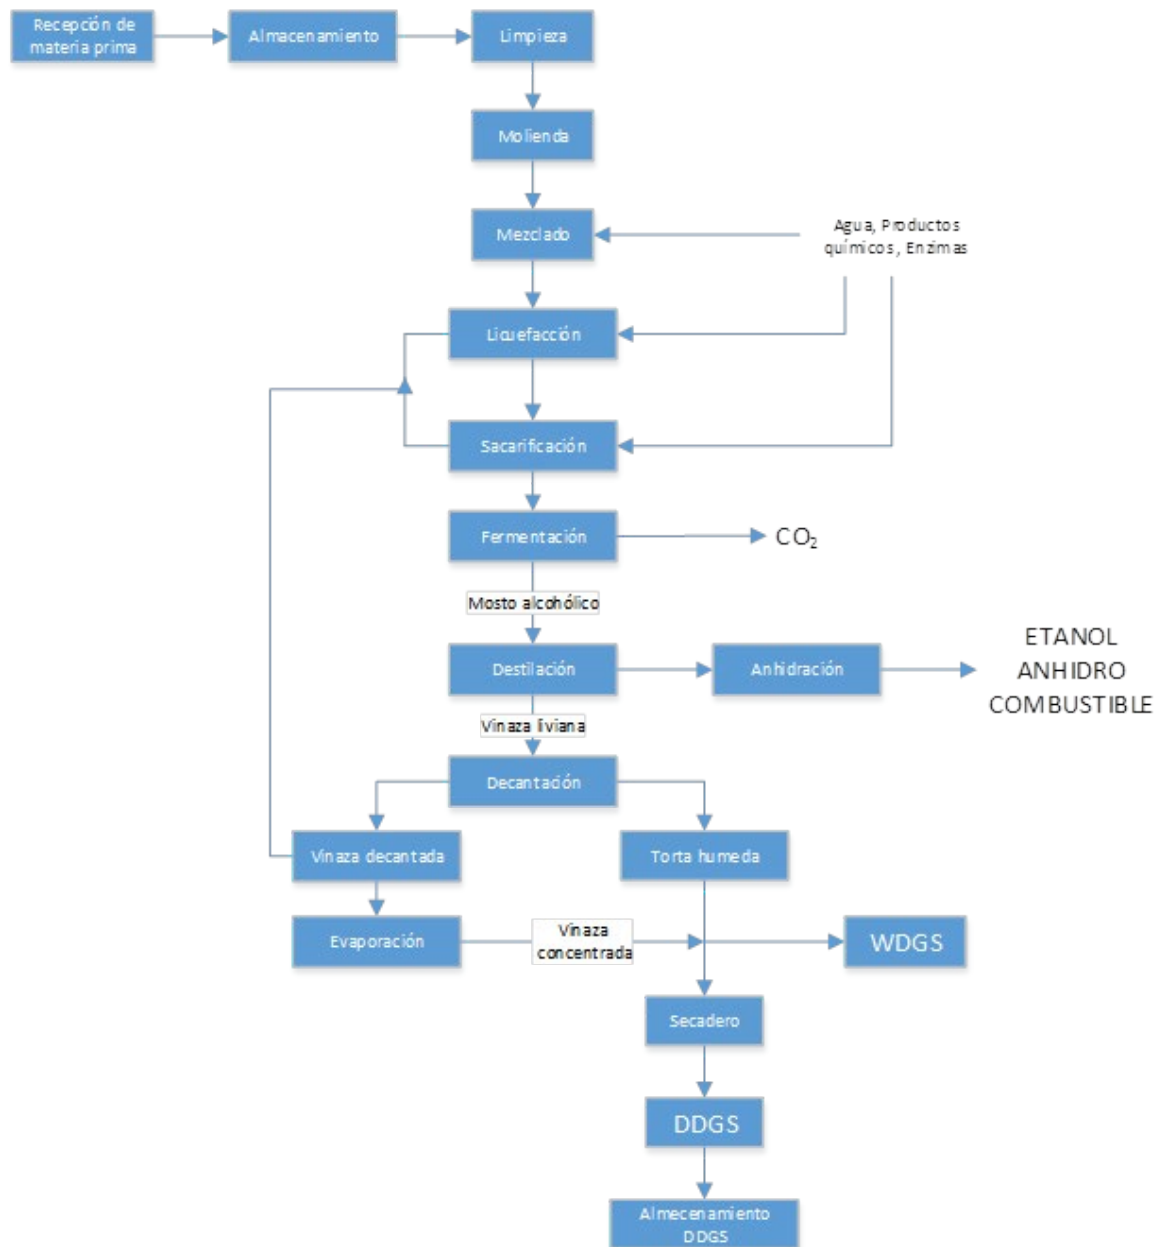 Recepción de
materia prima
Almacenamiento
Limpieza
Molienda
Mezclado
Agua, Productos
químicos, Enzimas
Licuefacción
Sacarificación
Fermentación
CO₂
Mosto alcohólico
Destilación
Anhidración
ETANOL
ANHIDRO
COMBUSTIBLE
Vinaza liviana
Decantación
Vinaza decantada
Torta humeda
Evaporación
Vinaza
concentrada
WDGS
Secadero
DDGS
Almecenamiento
DDGS